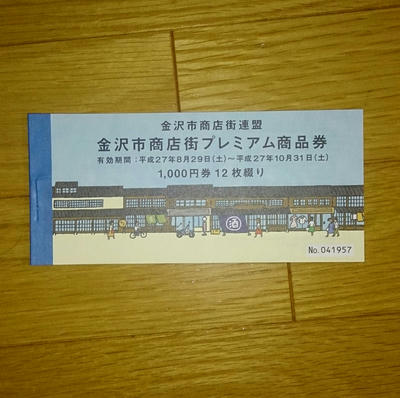 金沢市商店街連盟
金沢市商店街プレミアム商品券
有効期間：平成27年8月29日(土)～平成27年10月31日(土)
1,000円券 12枚綴り
酒
No.041957